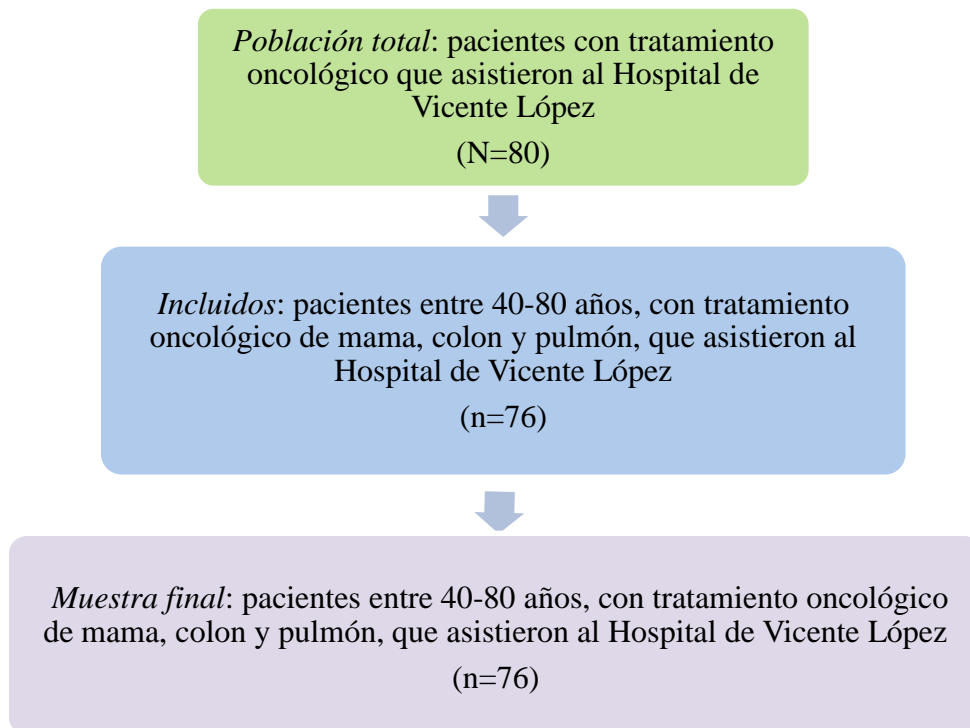 Población total: pacientes con tratamiento
oncológico que asistieron al Hospital de
Vicente López
(N=80)
Incluidos: pacientes entre 40-80 años, con tratamiento
oncológico de mama, colon y pulmón, que asistieron al
Hospital de Vicente López
(n=76)
Muestra final: pacientes entre 40-80 años, con tratamiento oncológico
de mama, colon y pulmón, que asistieron al Hospital de Vicente López
(n=76)